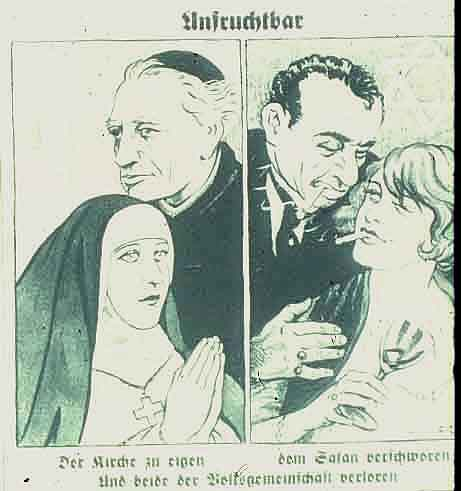 Unfruchtbar
Der Kirche zu eigen dem Satan verschworen
Und beide der Volksgemeinschaft verloren